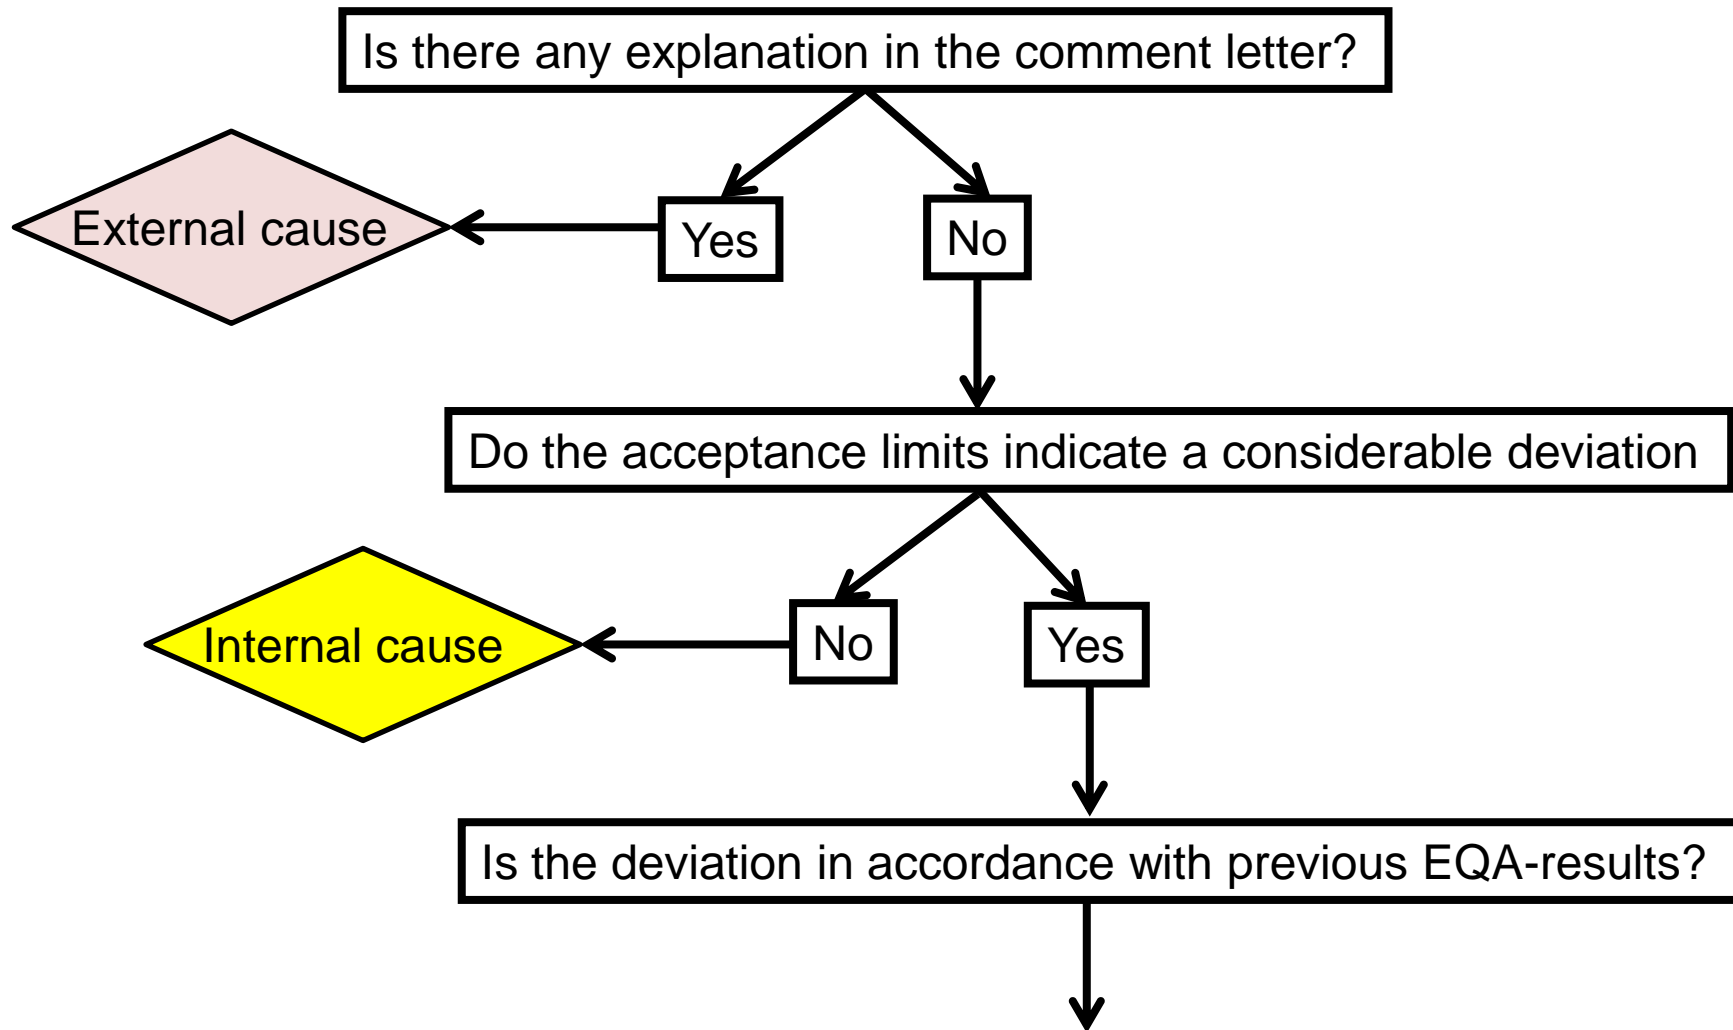 Is there any explanation in the comment letter?
External cause
Yes
No
Do the acceptance limits indicate a considerable deviation
Internal cause
No
Yes
Is the deviation in accordance with previous EQA-results?